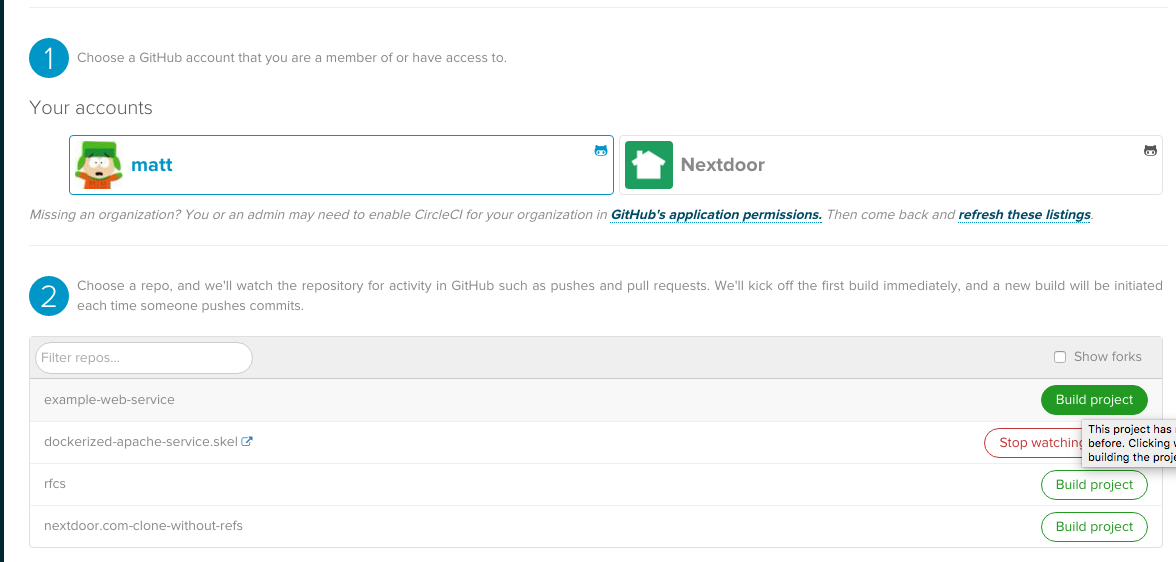 1
Choose a GitHub account that you are a member of or have access to.
Your accounts
matt
Nextdoor
Missing an organization? You or an admin may need to enable CircleCI for your organization in GitHub's application permissions. Then come back and refresh these listings.
2
Choose a repo, and we'll watch the repository for activity in GitHub such as pushes and pull requests. We'll kick off the first build immediately, and a new build will be initiated
each time someone pushes commits.
Filter repos...
Show forks
example-web-service
Build project
This project has
before. Clicking
building the
dockerized-apache-service.skel
Stop watching
rfcs
Build project
nextdoor.com-clone-without-refs
Build project